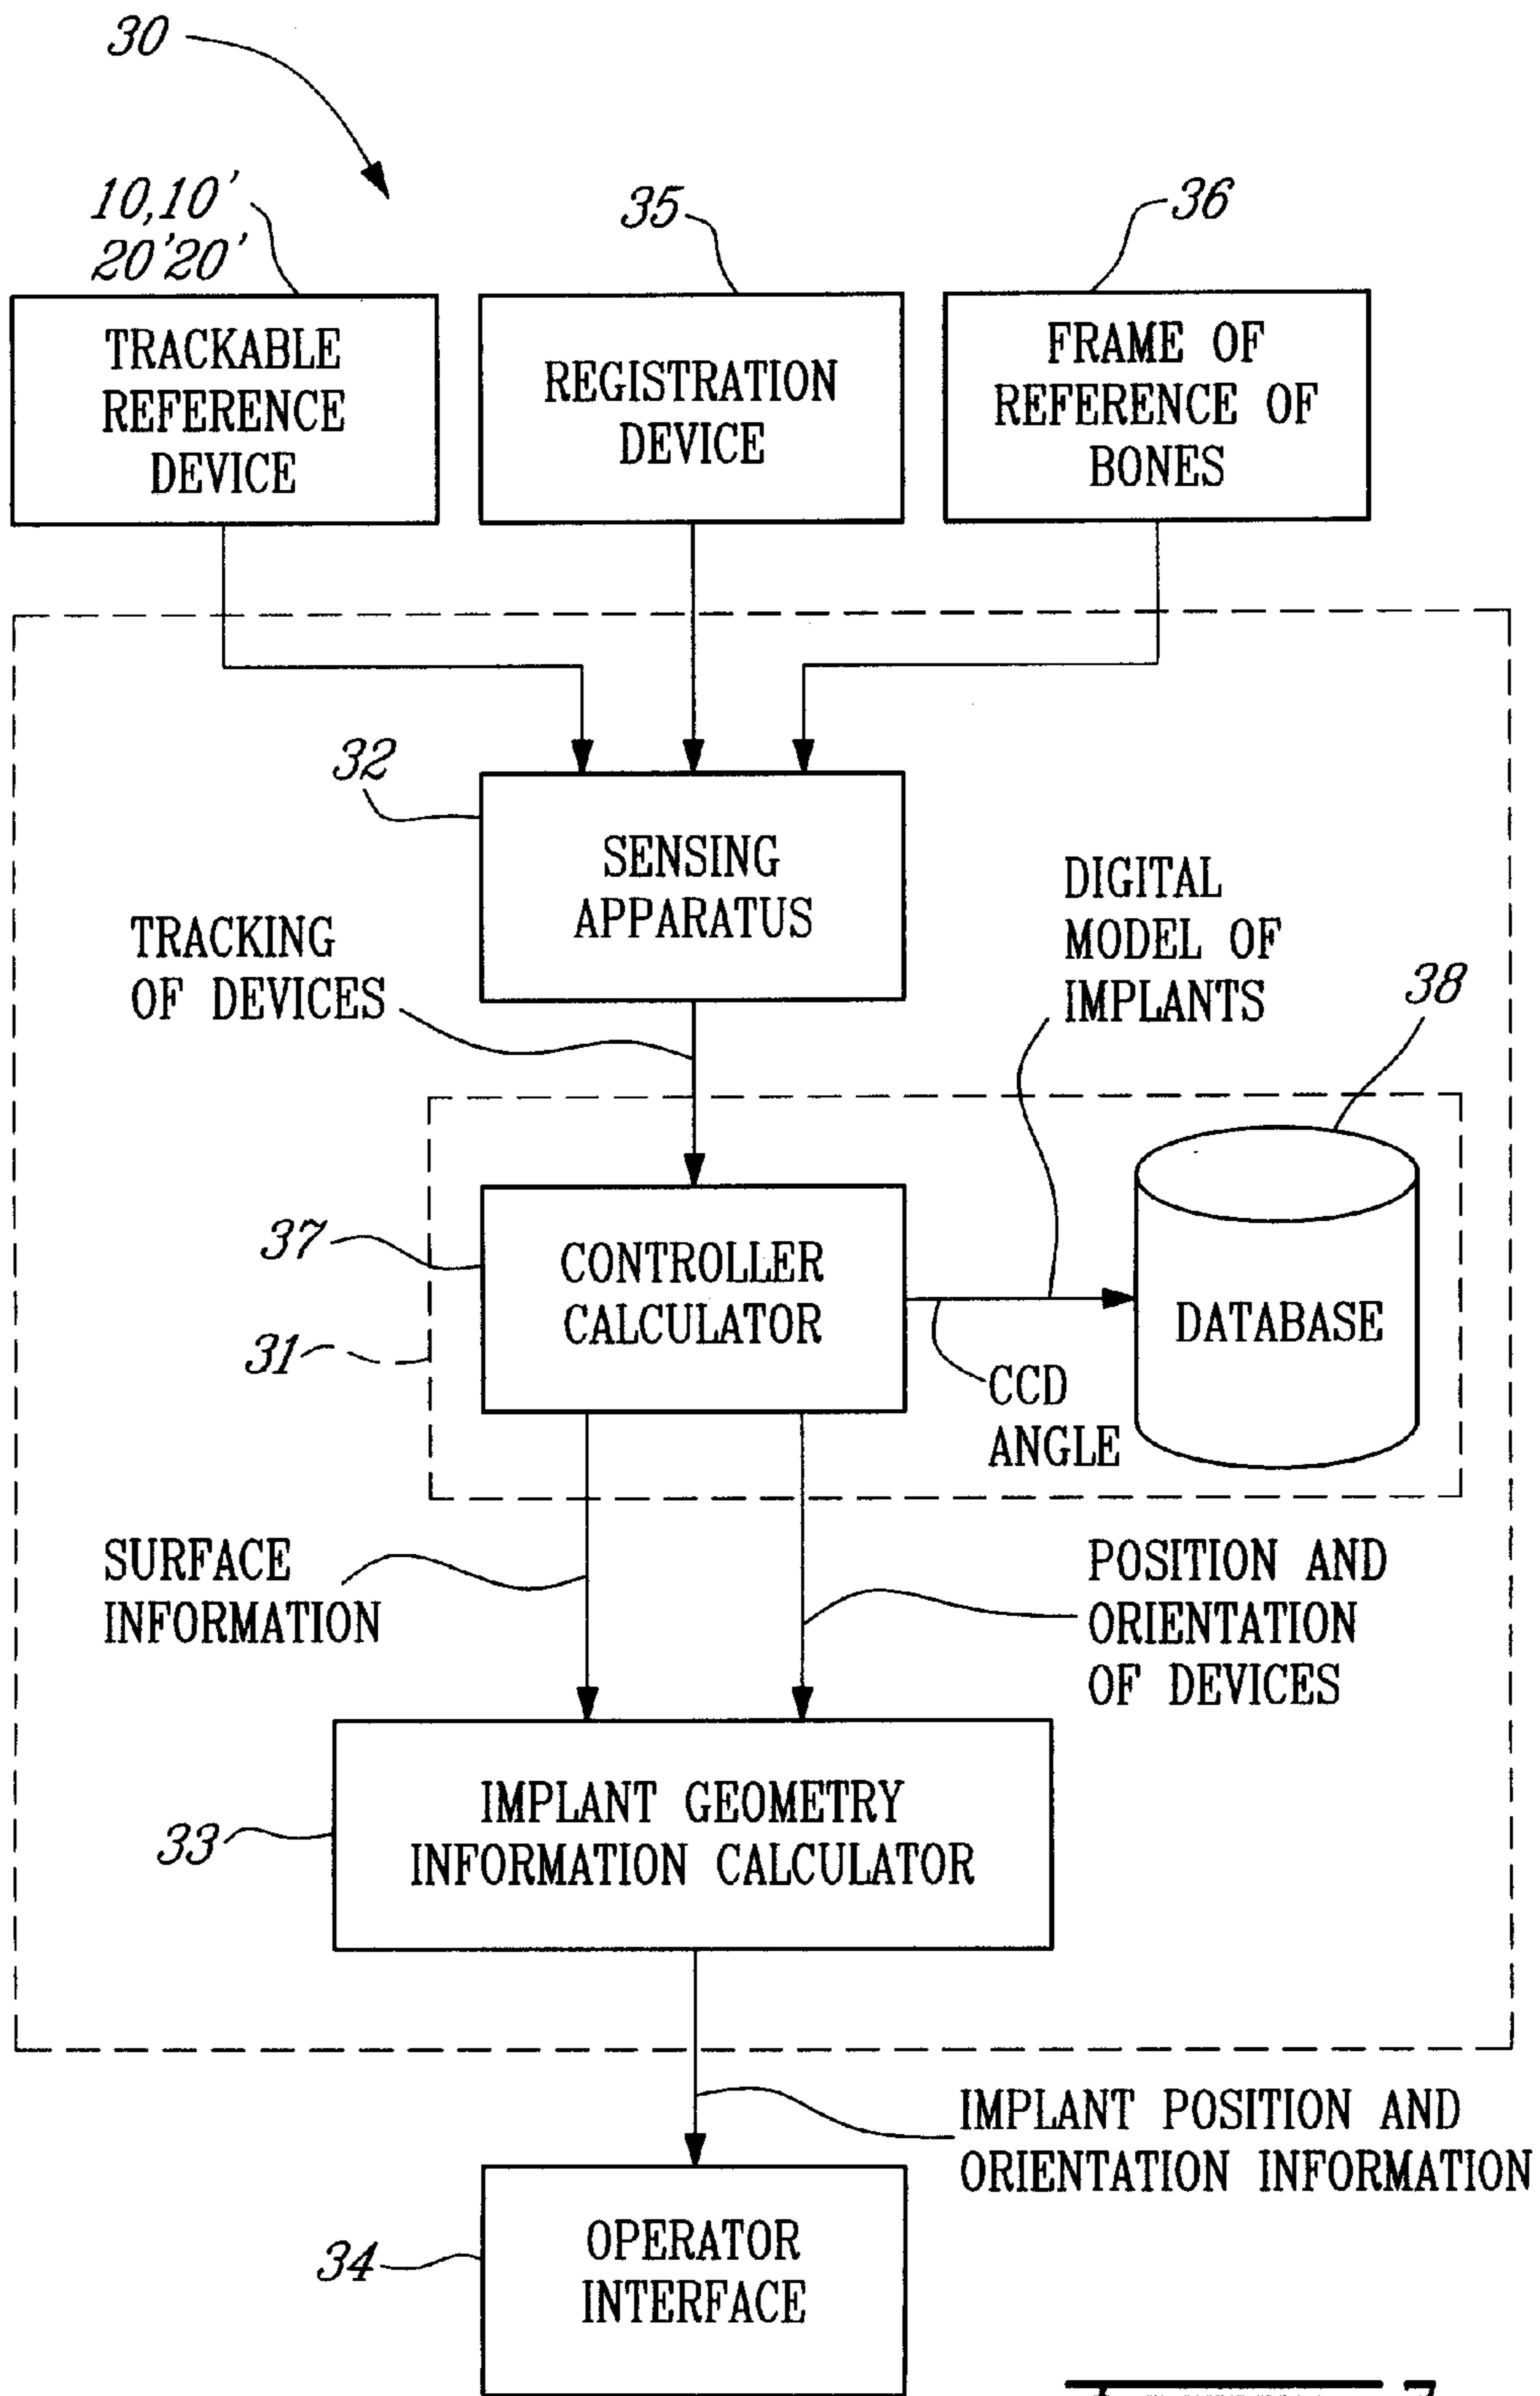 30
10,10'
20'20'
35
36
TRACKABLE
REFERENCE
DEVICE
REGISTRATION
DEVICE
FRAME OF
REFERENCE OF
BONES
32
SENSING
APPARATUS
TRACKING
OF DEVICES
DIGITAL
MODEL OF
IMPLANTS
38
37
CONTROLLER
CALCULATOR
31
DATABASE
CCD
ANGLE
SURFACE
INFORMATION
POSITION AND
ORIENTATION
OF DEVICES
33
IMPLANT GEOMETRY
INFORMATION CALCULATOR
IMPLANT POSITION AND
ORIENTATION INFORMATION
34
OPERATOR
INTERFACE